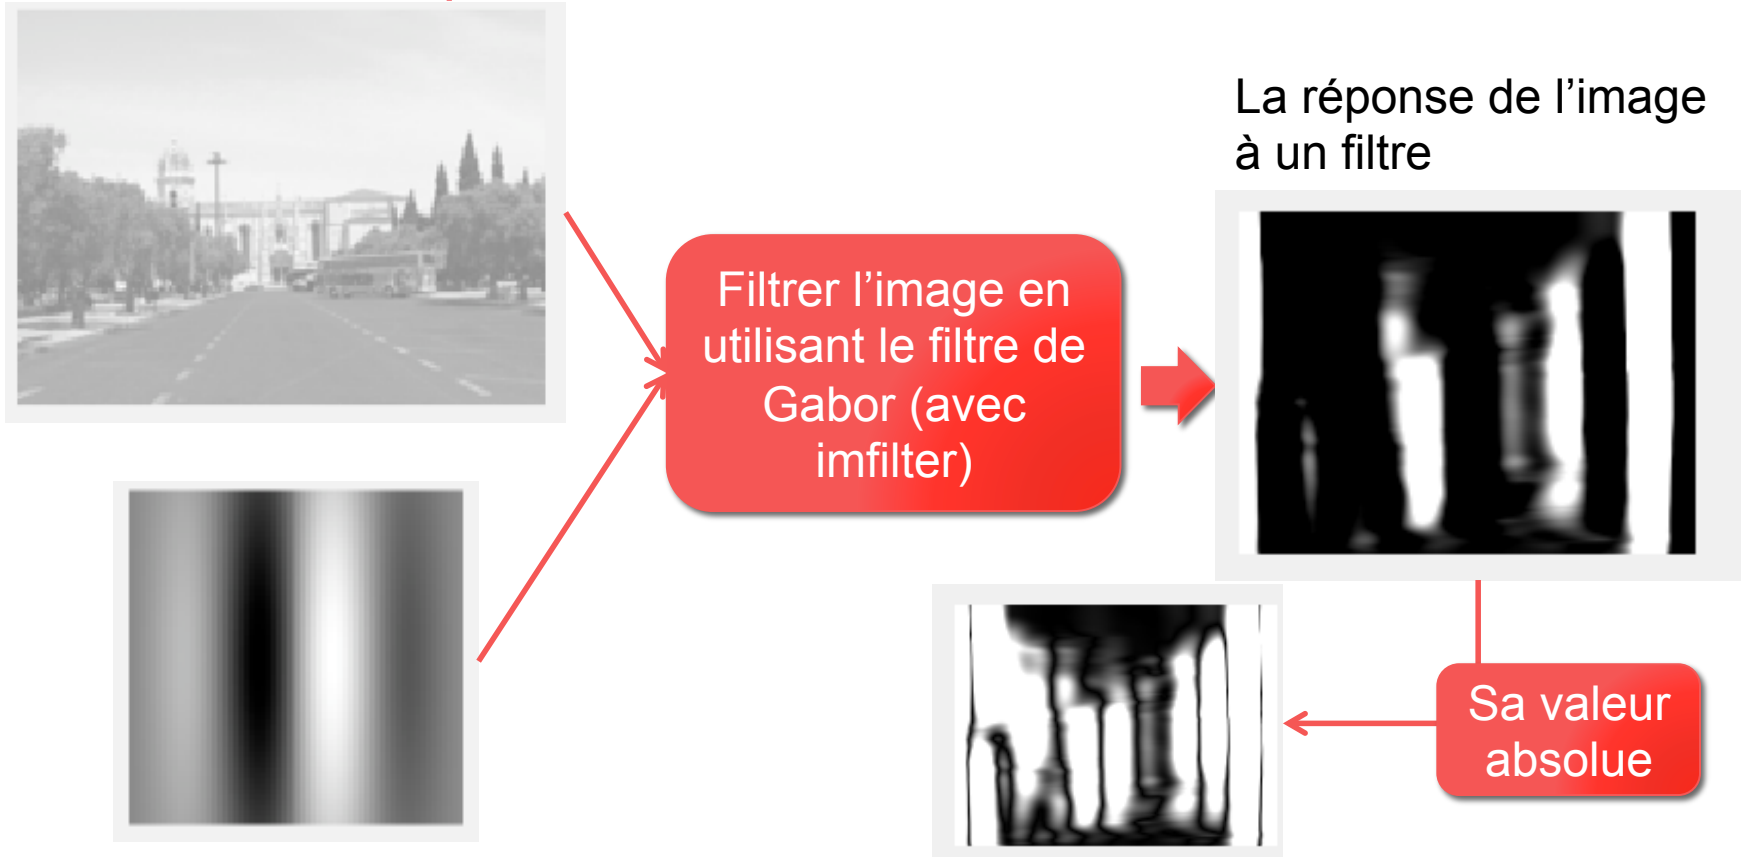 La réponse de l’image
à un filtre
Filtrer l’image en
utilisant le filtre de
Gabor (avec
imfilter)
Sa valeur
absolue